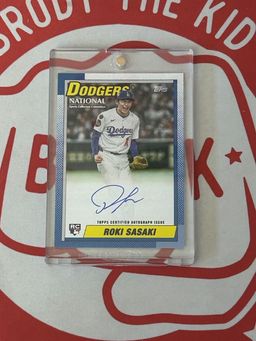 BRODY THE KID
DODGERS
Topps
NATIONAL
Sports Collectors Convention
Dodgers
TOPPS CERTIFIED AUTOGRAPH ISSUE
RC
ROKI SASAKI